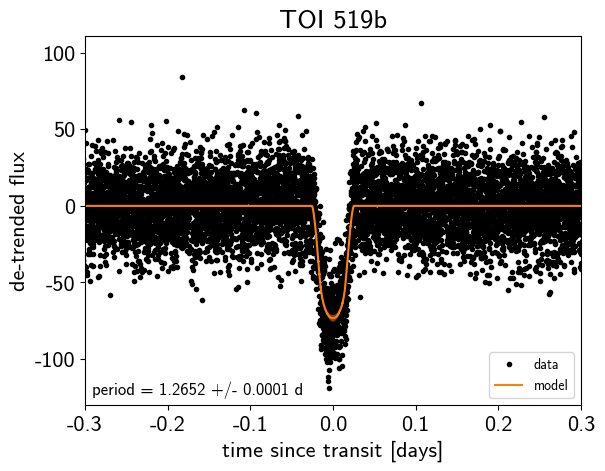 TOI 519b
100
50
0
-50
-100
de-trended flux
period = 1.2652 +/- 0.0001 d
data
model
-0.3 -0.2 -0.1 0.0 0.1 0.2 0.3
time since transit [days]